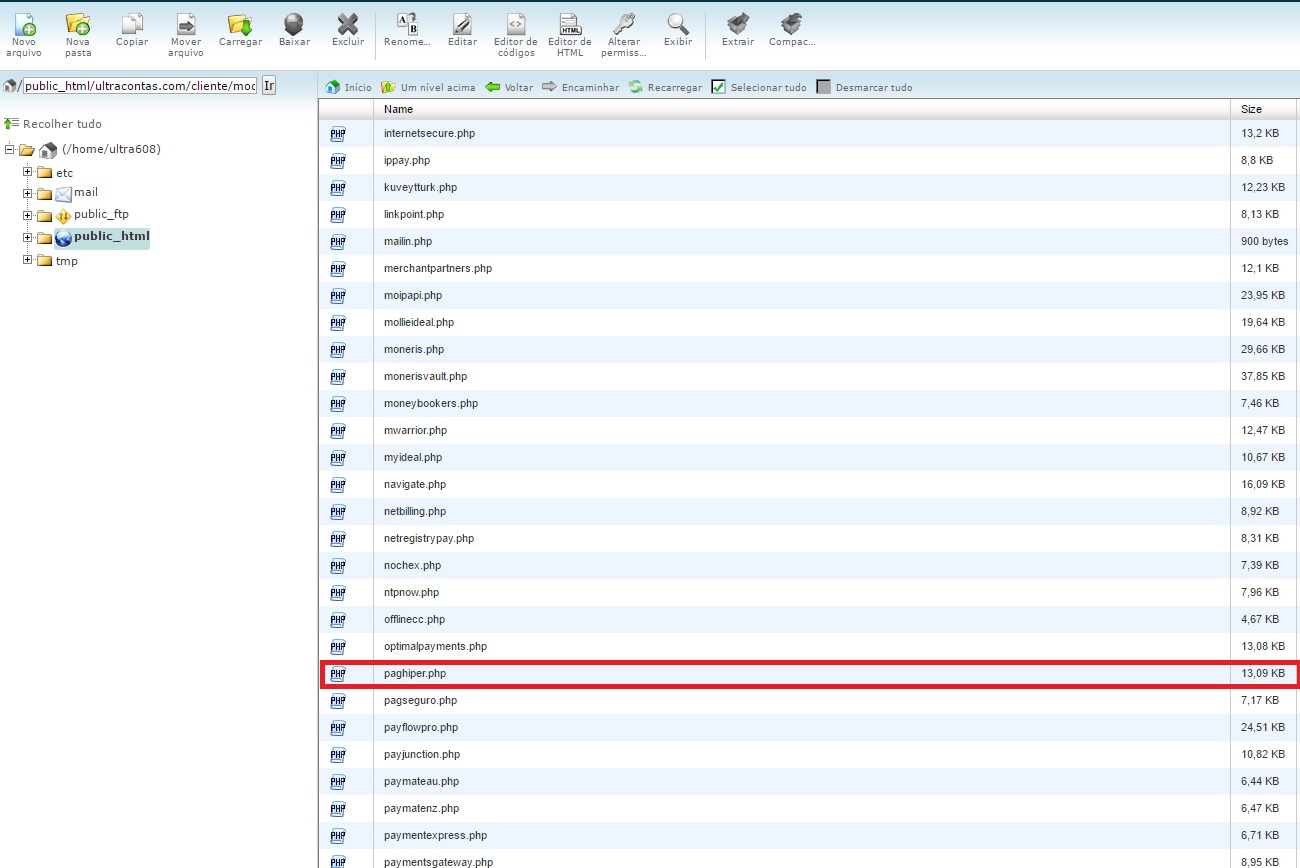 Novo arquivo
Nova pasta
Copiar
Mover arquivo
Carregar
Baixar
Excluir
Renome...
Editar
Editor de códigos
Editor de HTML
Alterar permiss...
Exibir
Extrair
Compac...
/ public_html/ultracontas.com/cliente/moc Ir
Início Um nível acima Voltar Encaminhar Recarregar Selecionar tudo Desmarcar tudo
Recolher tudo
(/home/ultra608)
etc
mail
public_ftp
public_html
tmp
Name Size
PHP internetsecure.php 13,2 KB
PHP ippay.php 8,8 KB
PHP kuveytturk.php 12,23 KB
PHP linkpoint.php 8,13 KB
PHP mailin.php 900 bytes
PHP merchantpartners.php 12,1 KB
PHP moipapi.php 23,95 KB
PHP mollieideal.php 19,64 KB
PHP moneris.php 29,66 KB
PHP monerisvault.php 37,85 KB
PHP moneybookers.php 7,46 KB
PHP mwarrior.php 12,47 KB
PHP myideal.php 10,67 KB
PHP navigate.php 16,09 KB
PHP netbilling.php 8,92 KB
PHP netregistrypay.php 8,31 KB
PHP nochex.php 7,39 KB
PHP ntpnow.php 7,96 KB
PHP offlinecc.php 4,67 KB
PHP optimalpayments.php 13,08 KB
PHP paghiper.php 13,09 KB
PHP pagseguro.php 7,17 KB
PHP payflowpro.php 24,51 KB
PHP payjunction.php 10,82 KB
PHP paymateau.php 6,44 KB
PHP paymatenz.php 6,47 KB
PHP paymentexpress.php 6,71 KB
PHP paymentsgateway.php 8,95 KB